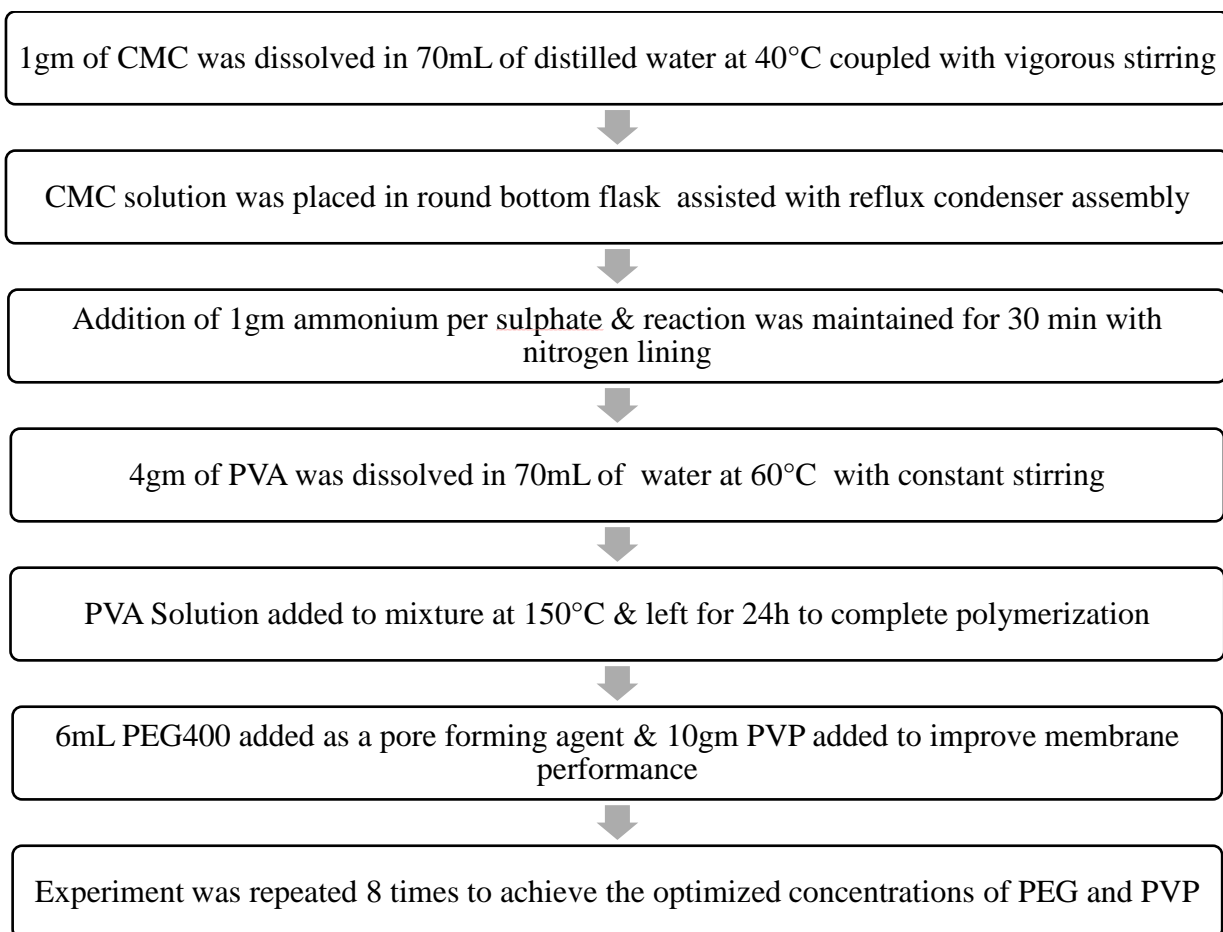 1gm of CMC was dissolved in 70mL of distilled water at 40°C coupled with vigorous stirring
CMC solution was placed in round bottom flask assisted with reflux condenser assembly
Addition of 1gm ammonium per sulphate & reaction was maintained for 30 min with
nitrogen lining
4gm of PVA was dissolved in 70mL of water at 60°C with constant stirring
PVA Solution added to mixture at 150°C & left for 24h to complete polymerization
6mL PEG400 added as a pore forming agent & 10gm PVP added to improve membrane
performance
Experiment was repeated 8 times to achieve the optimized concentrations of PEG and PVP